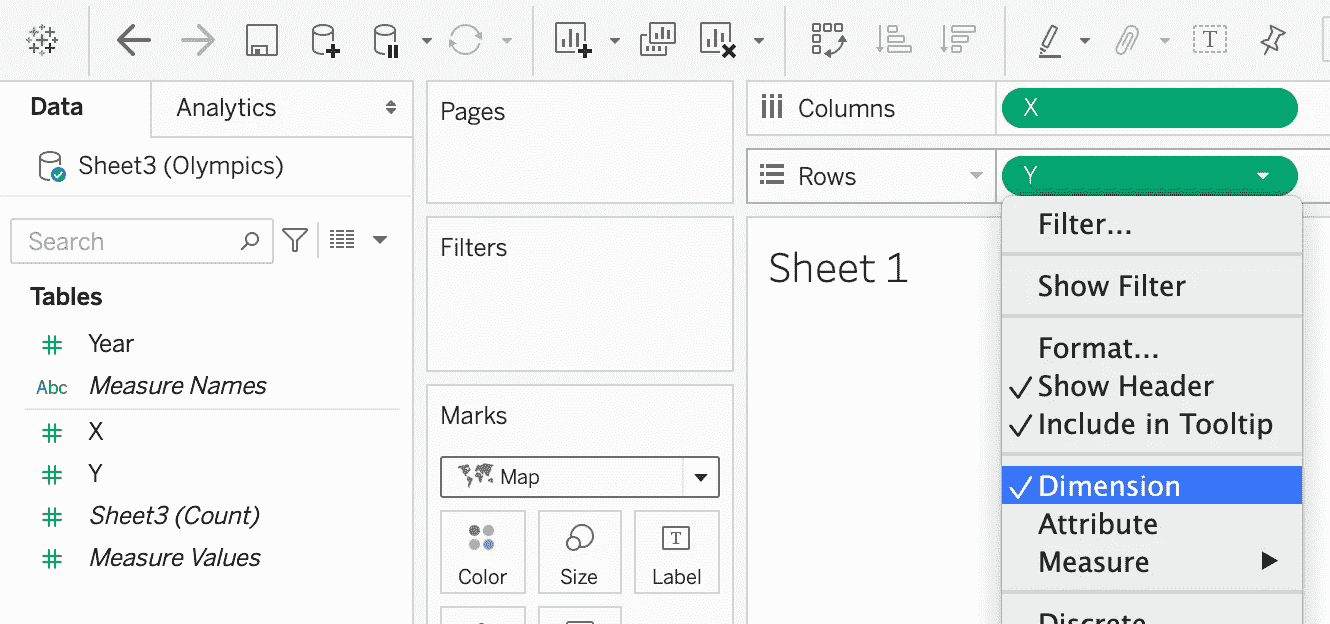 Data
Analytics
Sheet3 (Olympics)
Search
Tables
Year
Abc Measure Names
X
Y
Sheet3 (Count)
Measure Values
Pages
Filters
Marks
Map
Color
Size
T
Label
T
Columns
X
Rows
Y
Sheet 1
Filter...
Show Filter
Format...
Show Header
Include in Tooltip
Dimension
Attribute
Measure
Discrete